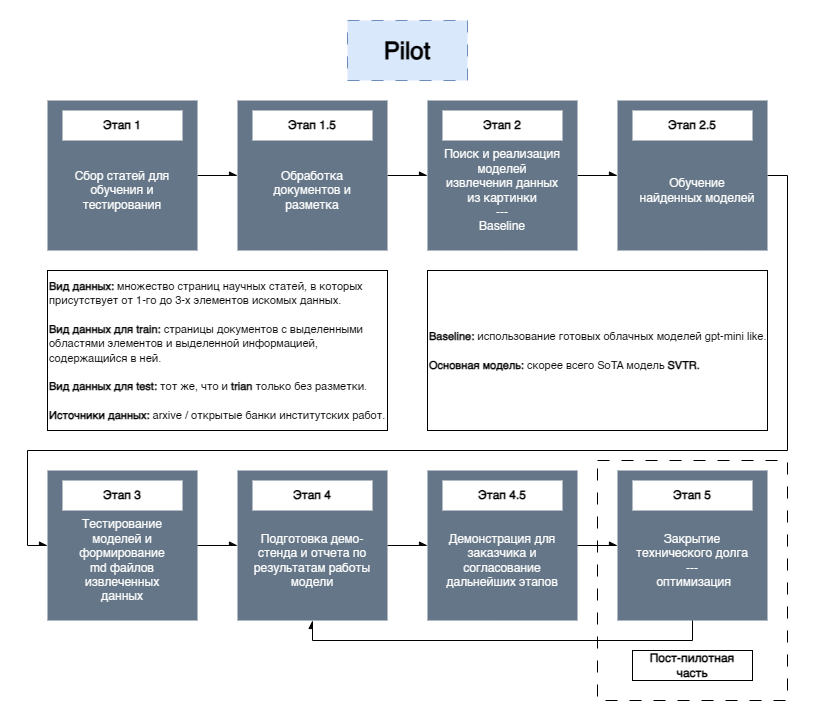 Pilot
Этап 1
Сбор статей для
обучения и
тестирования
Этап 1.5
Обработка
документов и
разметка
Этап 2
Поиск и реализация
моделей
извлечения данных
из картинки
---
Baseline
Этап 2.5
Обучение
найденных моделей
Вид данных: множество страниц научных статей, в которых
присутствует от 1-го до 3-х элементов искомых данных.
Вид данных для train: страницы документов с выделенными
областями элементов и выделенной информацией,
содержащийся в ней.
Вид данных для test: тот же, что и trian только без разметки.
Источники данных: arxive / открытые банки институтских работ.
Baseline: использование готовых облачных моделей gpt-mini like.
Основная модель: скорее всего SoTA модель SVTR.
Этап 3
Тестирование
моделей и
формирование
md файлов
извлеченных
данных
Этап 4
Подготовка демо-
стенда и отчета по
результатам работы
модели
Этап 4.5
Демонстрация для
заказчика и
согласование
дальнейших этапов
Этап 5
Закрытие
технического долга
---
оптимизация
Пост-пилотная
часть